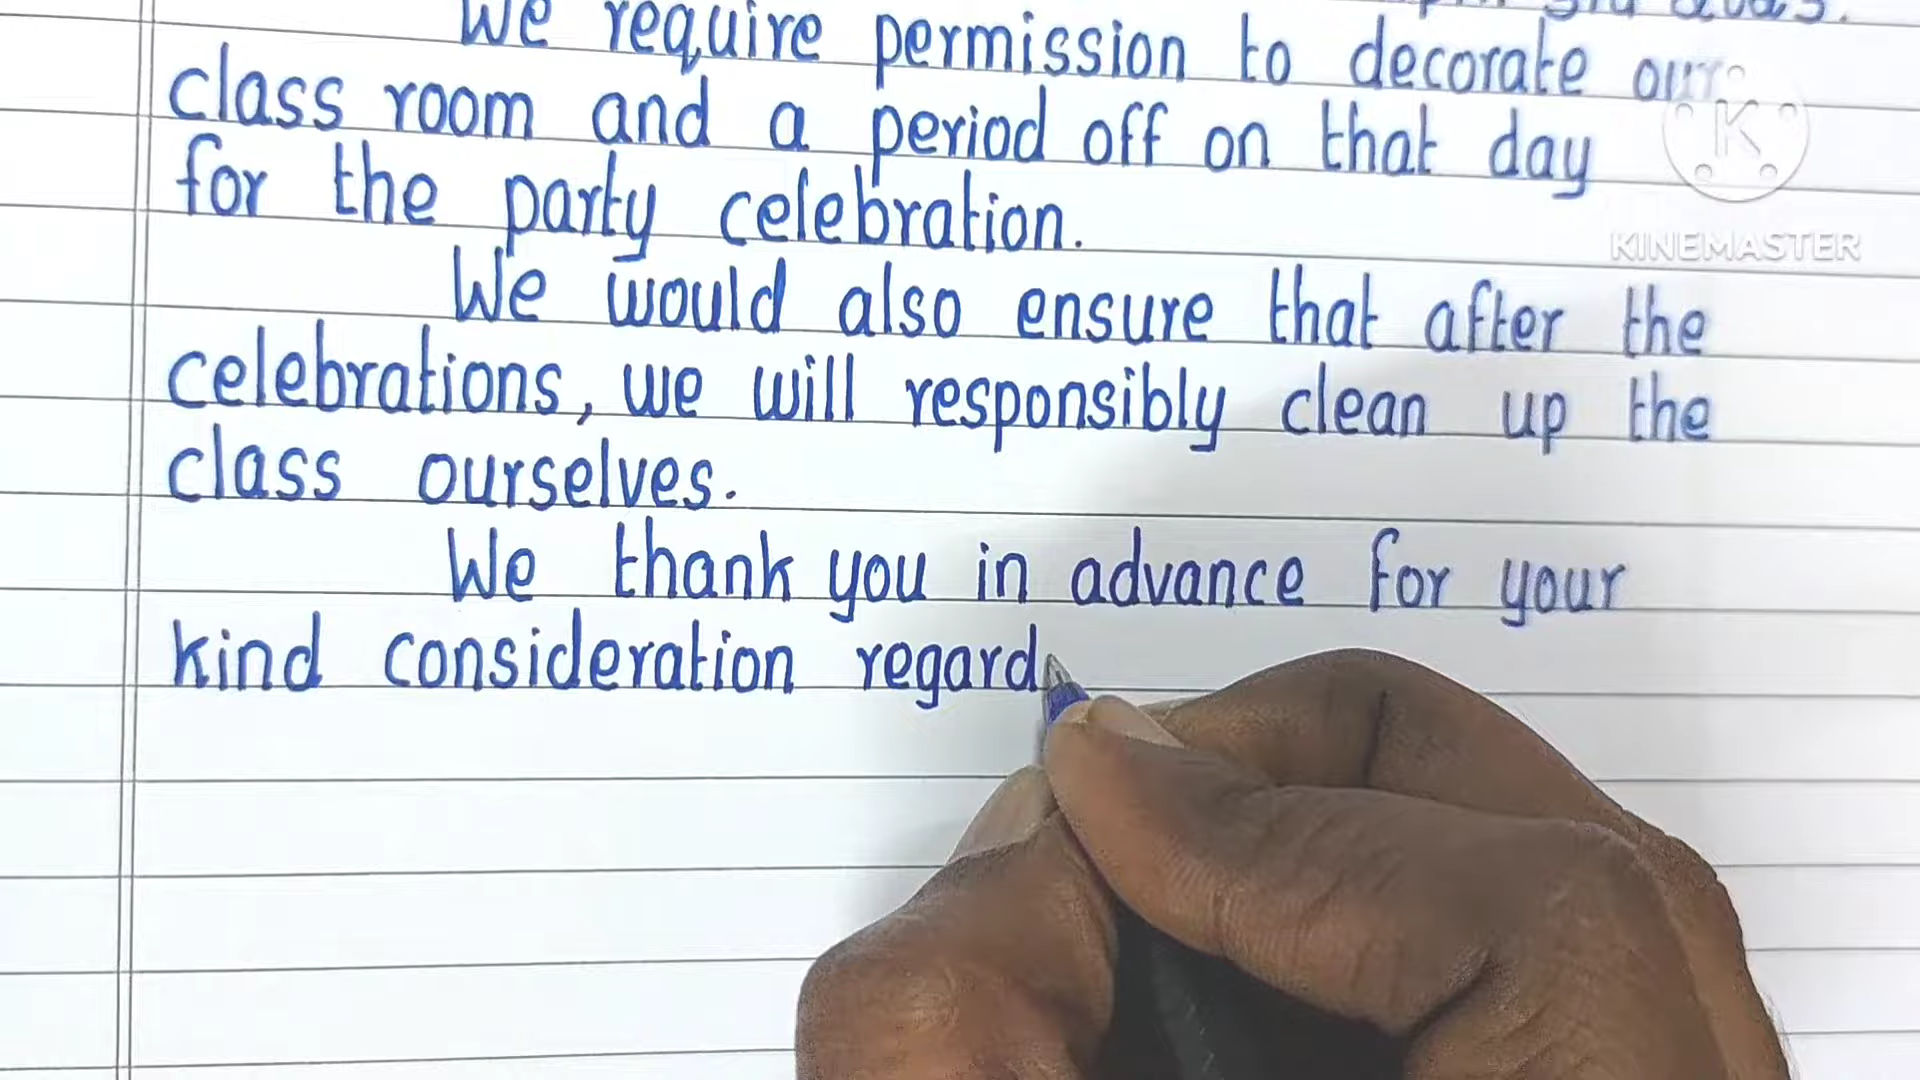 We require permission to decorate our
class room and a period off on that day
for the party celebration.
We would also ensure that after the
celebrations, we will responsibly clean up the
class ourselves.
We thank you in advance for your
kind consideration regard
K
KINEMASTER